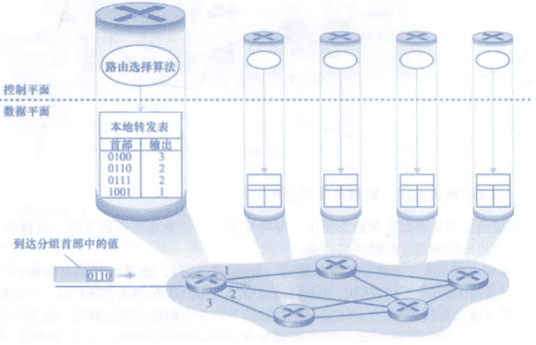 路由选择算法
控制平面
数据平面
本地转发表
首部 输出
0100 3
0110 2
0111 2
1001 1
到达分组首部中的值
0110
1
2
3